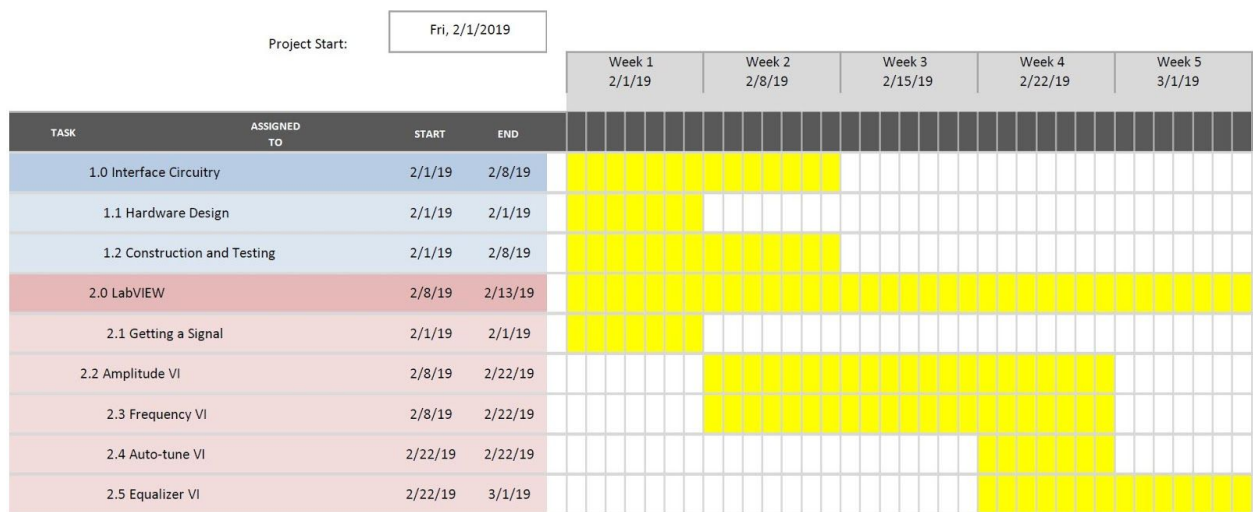 Project Start: Fri, 2/1/2019
Week 1 Week 2 Week 3 Week 4 Week 5
2/1/19 2/8/19 2/15/19 2/22/19 3/1/19
TASK ASSIGNED TO START END
1.0 Interface Circuitry 2/1/19 2/8/19
1.1 Hardware Design 2/1/19 2/1/19
1.2 Construction and Testing 2/1/19 2/8/19
2.0 LabVIEW 2/8/19 2/13/19
2.1 Getting a Signal 2/1/19 2/1/19
2.2 Amplitude VI 2/8/19 2/22/19
2.3 Frequency VI 2/8/19 2/22/19
2.4 Auto-tune VI 2/22/19 2/22/19
2.5 Equalizer VI 2/22/19 3/1/19